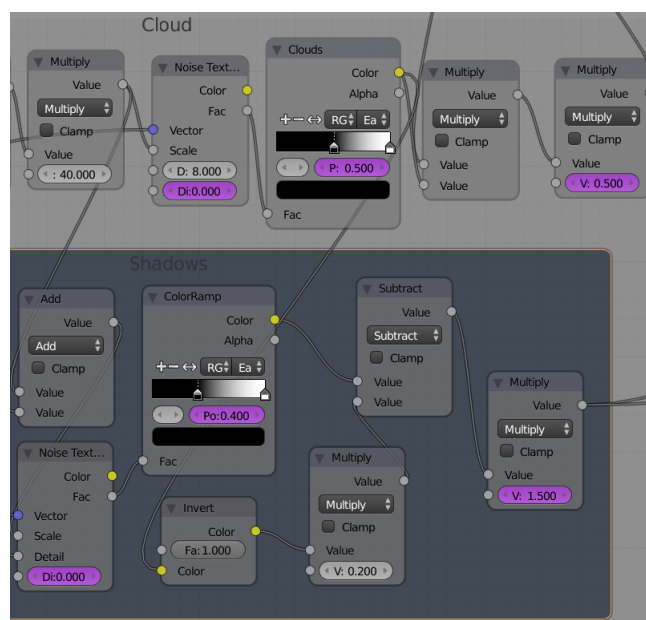 Cloud
Multiply
Value
Multiply
Clamp
Value
: 40.000
Noise Text...
Color
Fac
Vector
Scale
D: 8.000
Di:0.000
Clouds
Color
Alpha
RG
Ea
P: 0.500
Fac
Multiply
Value
Multiply
Clamp
Value
Value
Multiply
Value
Multiply
Clamp
Value
V: 0.500
Shadows
Add
Value
Add
Clamp
Value
Value
Noise Text...
Color
Fac
Vector
Scale
Detail
Di:0.000
ColorRamp
Color
Alpha
RG
Ea
Po:0.400
Fac
Invert
Color
Fa: 1.000
Color
Multiply
Value
Multiply
Clamp
Value
V: 0.200
Subtract
Value
Subtract
Clamp
Value
Value
Multiply
Value
Multiply
Clamp
Value
V: 1.500